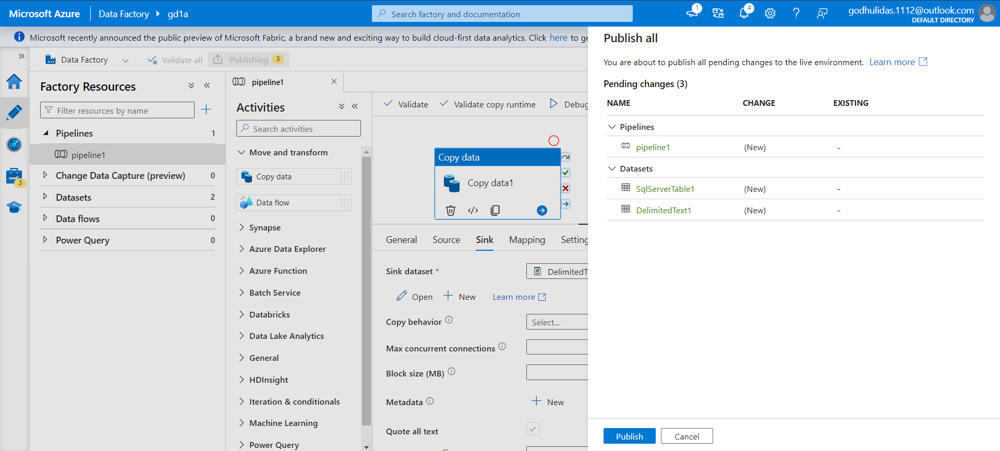 Microsoft Azure
Data Factory
gd1a
Search factory and documentation
1
4
godhulidas.1112@outlook.com
DEFAULT DIRECTORY
Microsoft recently announced the public preview of Microsoft Fabric, a brand new and exciting way to build cloud-first data analytics. Click here to
Data Factory
Validate all
Publishing 3
3
Factory Resources
Filter resources by name
Pipelines 1
pipeline1
Change Data Capture (preview) 0
Datasets 2
Data flows 0
Power Query 0
pipeline1
Activities
Search activities
Move and transform
Copy data
Data flow
Synapse
Azure Data Explorer
Azure Function
Batch Service
Databricks
Data Lake Analytics
General
HDInsight
Iteration & conditionals
Machine Learning
Power Query
Validate
Validate copy runtime
Debug
Copy data
Copy data1
General Source Sink Mapping Setting
Sink dataset *
DelimitedT
Open
New
Learn more
Copy behavior
Select...
Max concurrent connections
Block size (MB)
Metadata
New
Quote all text
Publish all
You are about to publish all pending changes to the live environment. Learn more
Pending changes (3)
NAME CHANGE EXISTING
Pipelines
pipeline1 (New) -
Datasets
SqlServerTable1 (New) -
DelimitedText1 (New) -
Publish
Cancel